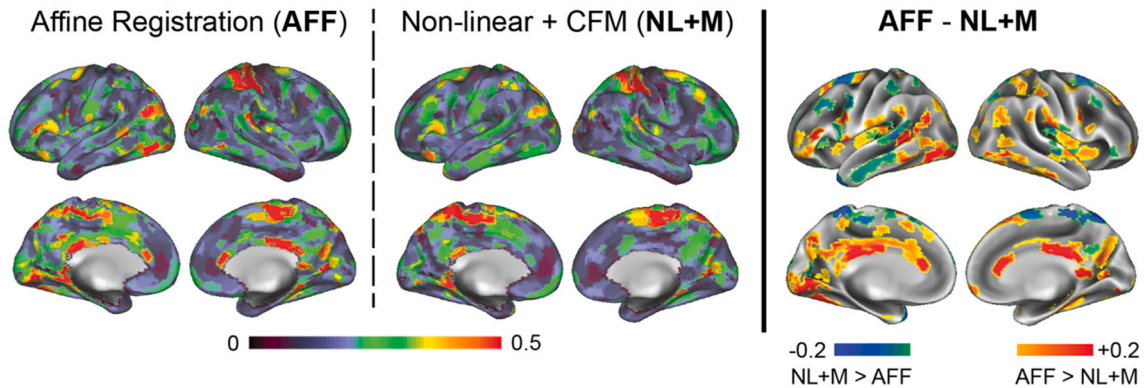 Affine Registration (AFF)
Non-linear + CFM (NL+M)
AFF - NL+M
0
0.5
-0.2
+0.2
NL+M > AFF
AFF > NL+M